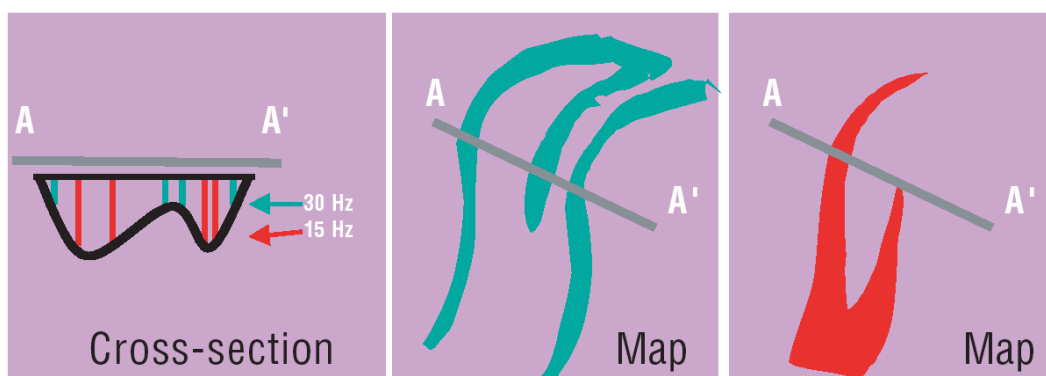 A A'
30 Hz
15 Hz
Cross-section
A
A'
Map
A
A'
Map